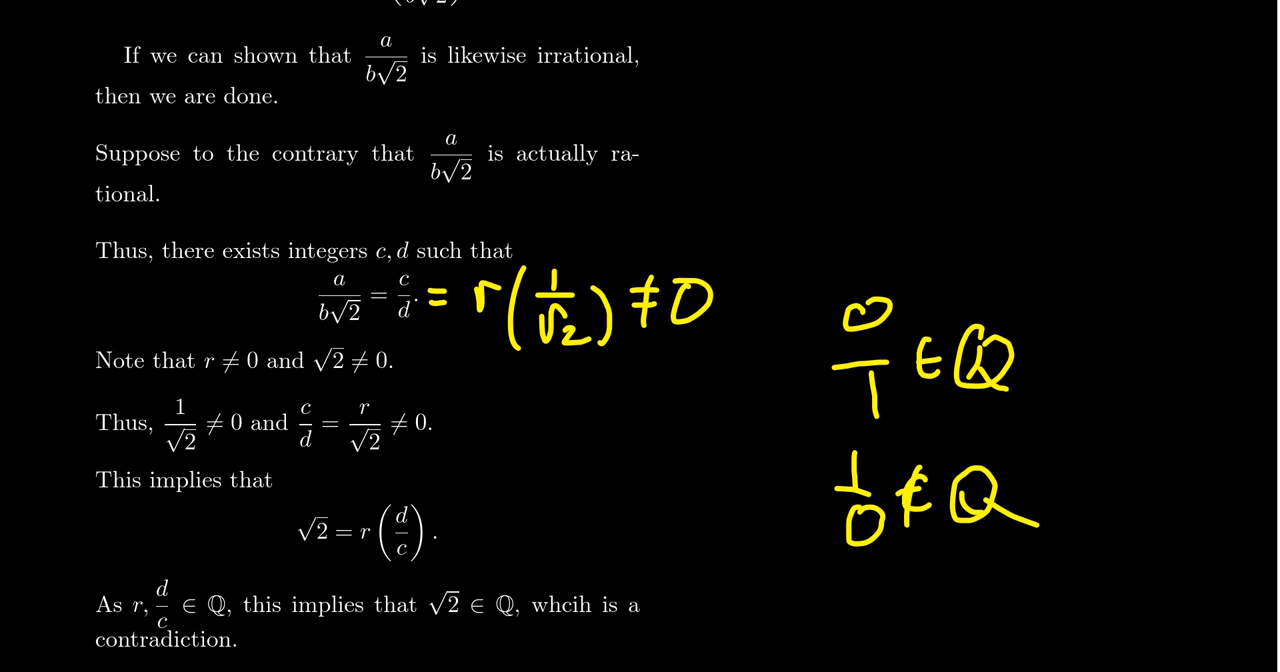 (b√2)
If we can shown that a/(b√2) is likewise irrational,
then we are done.
Suppose to the contrary that a/(b√2) is actually ra-
tional.
Thus, there exists integers c, d such that
a/(b√2) = c/d. = r(1/√2) ≠ 0
0/1 ∈ ℚ
Note that r ≠ 0 and √2 ≠ 0.
Thus, 1/√2 ≠ 0 and c/d = r/√2 ≠ 0.
This implies that
1/0 ∉ ℚ
√2 = r(d/c).
As r, d/c ∈ ℚ, this implies that √2 ∈ ℚ, whcih is a
contradiction.